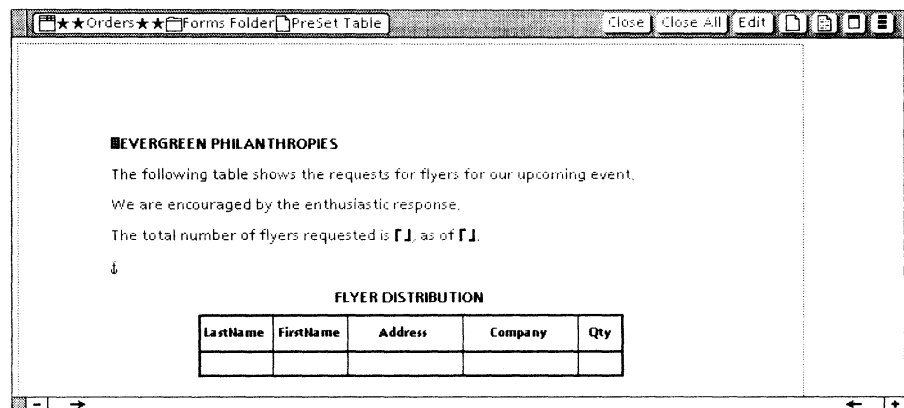 ★★Orders★★ Forms Folder PreSet Table Close Close All Edit
EVERGREEN PHILANTHROPIES
The following table shows the requests for flyers for our upcoming event.
We are encouraged by the enthusiastic response.
The total number of flyers requested is ⌈⌋, as of ⌈⌋.
FLYER DISTRIBUTION
LastName FirstName Address Company Qty